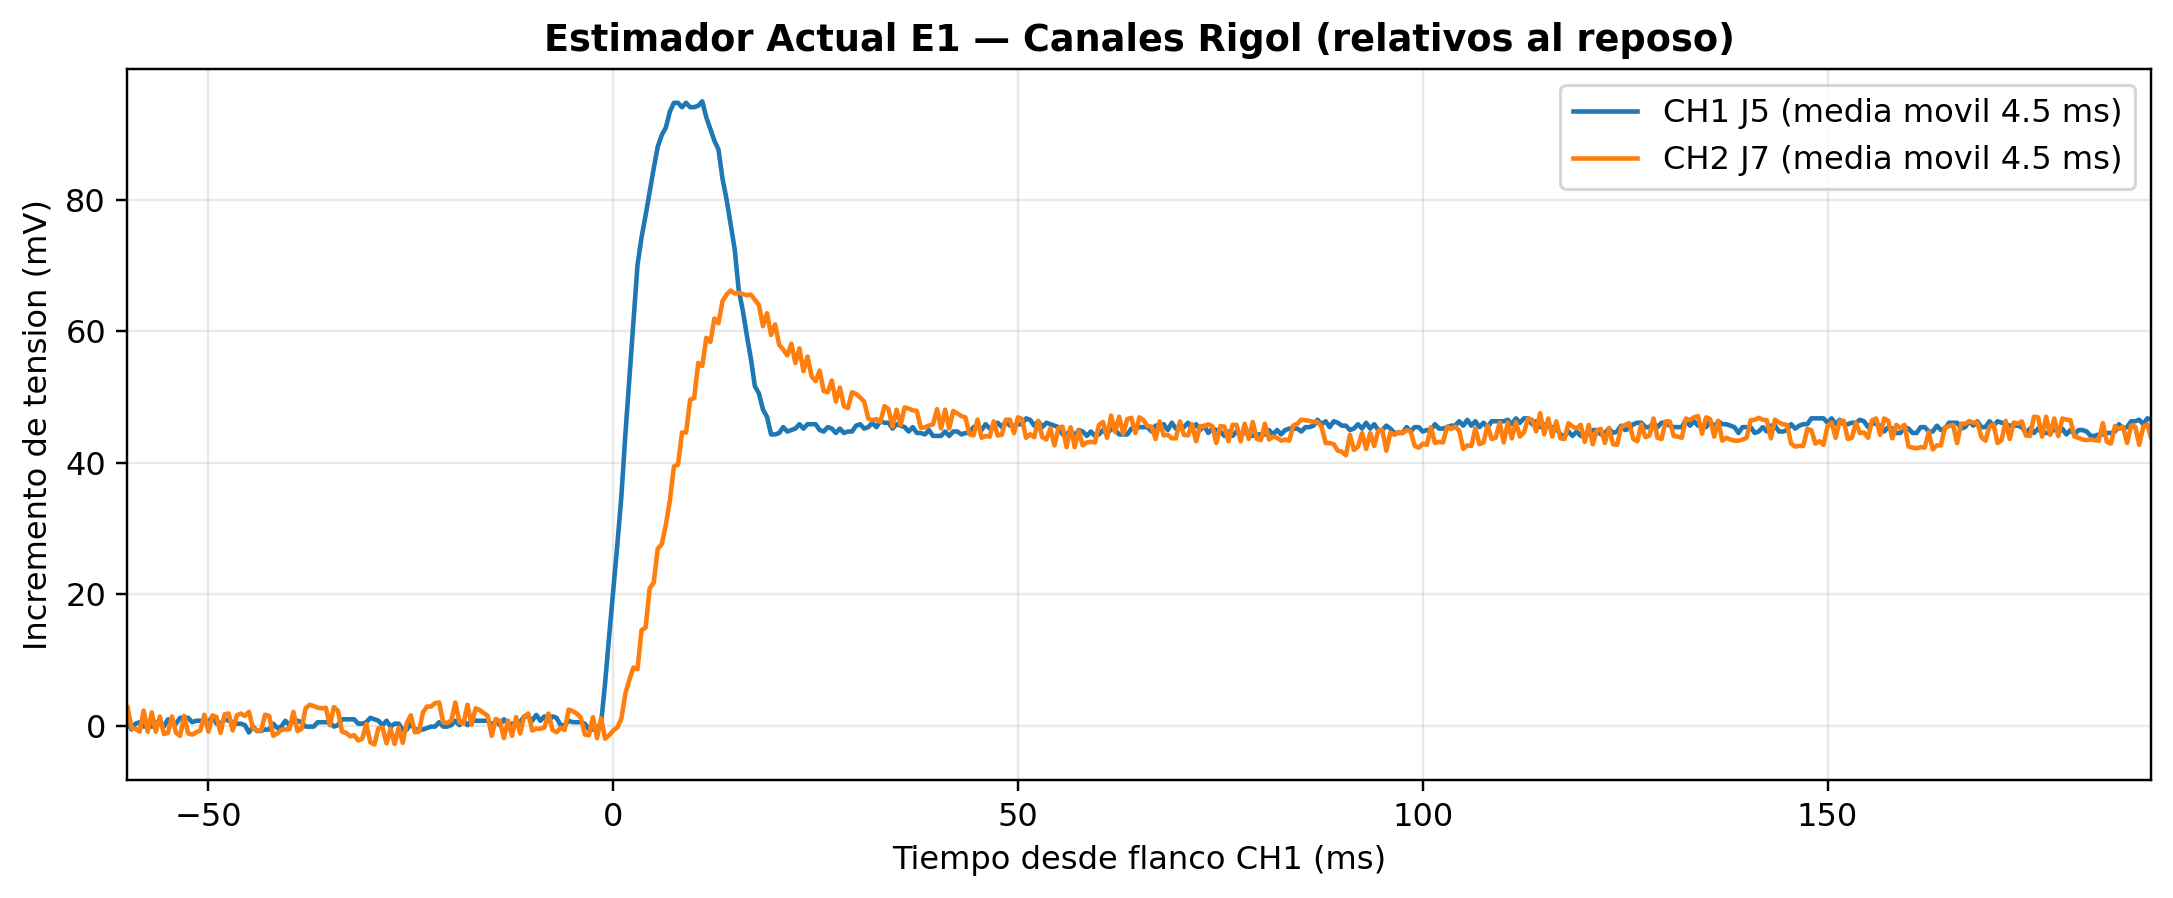 Estimador Actual E1 — Canales Rigol (relativos al reposo)
CH1 J5 (media movil 4.5 ms)
CH2 J7 (media movil 4.5 ms)
Incremento de tension (mV)
80
60
40
20
0
−50
0
50
100
150
Tiempo desde flanco CH1 (ms)